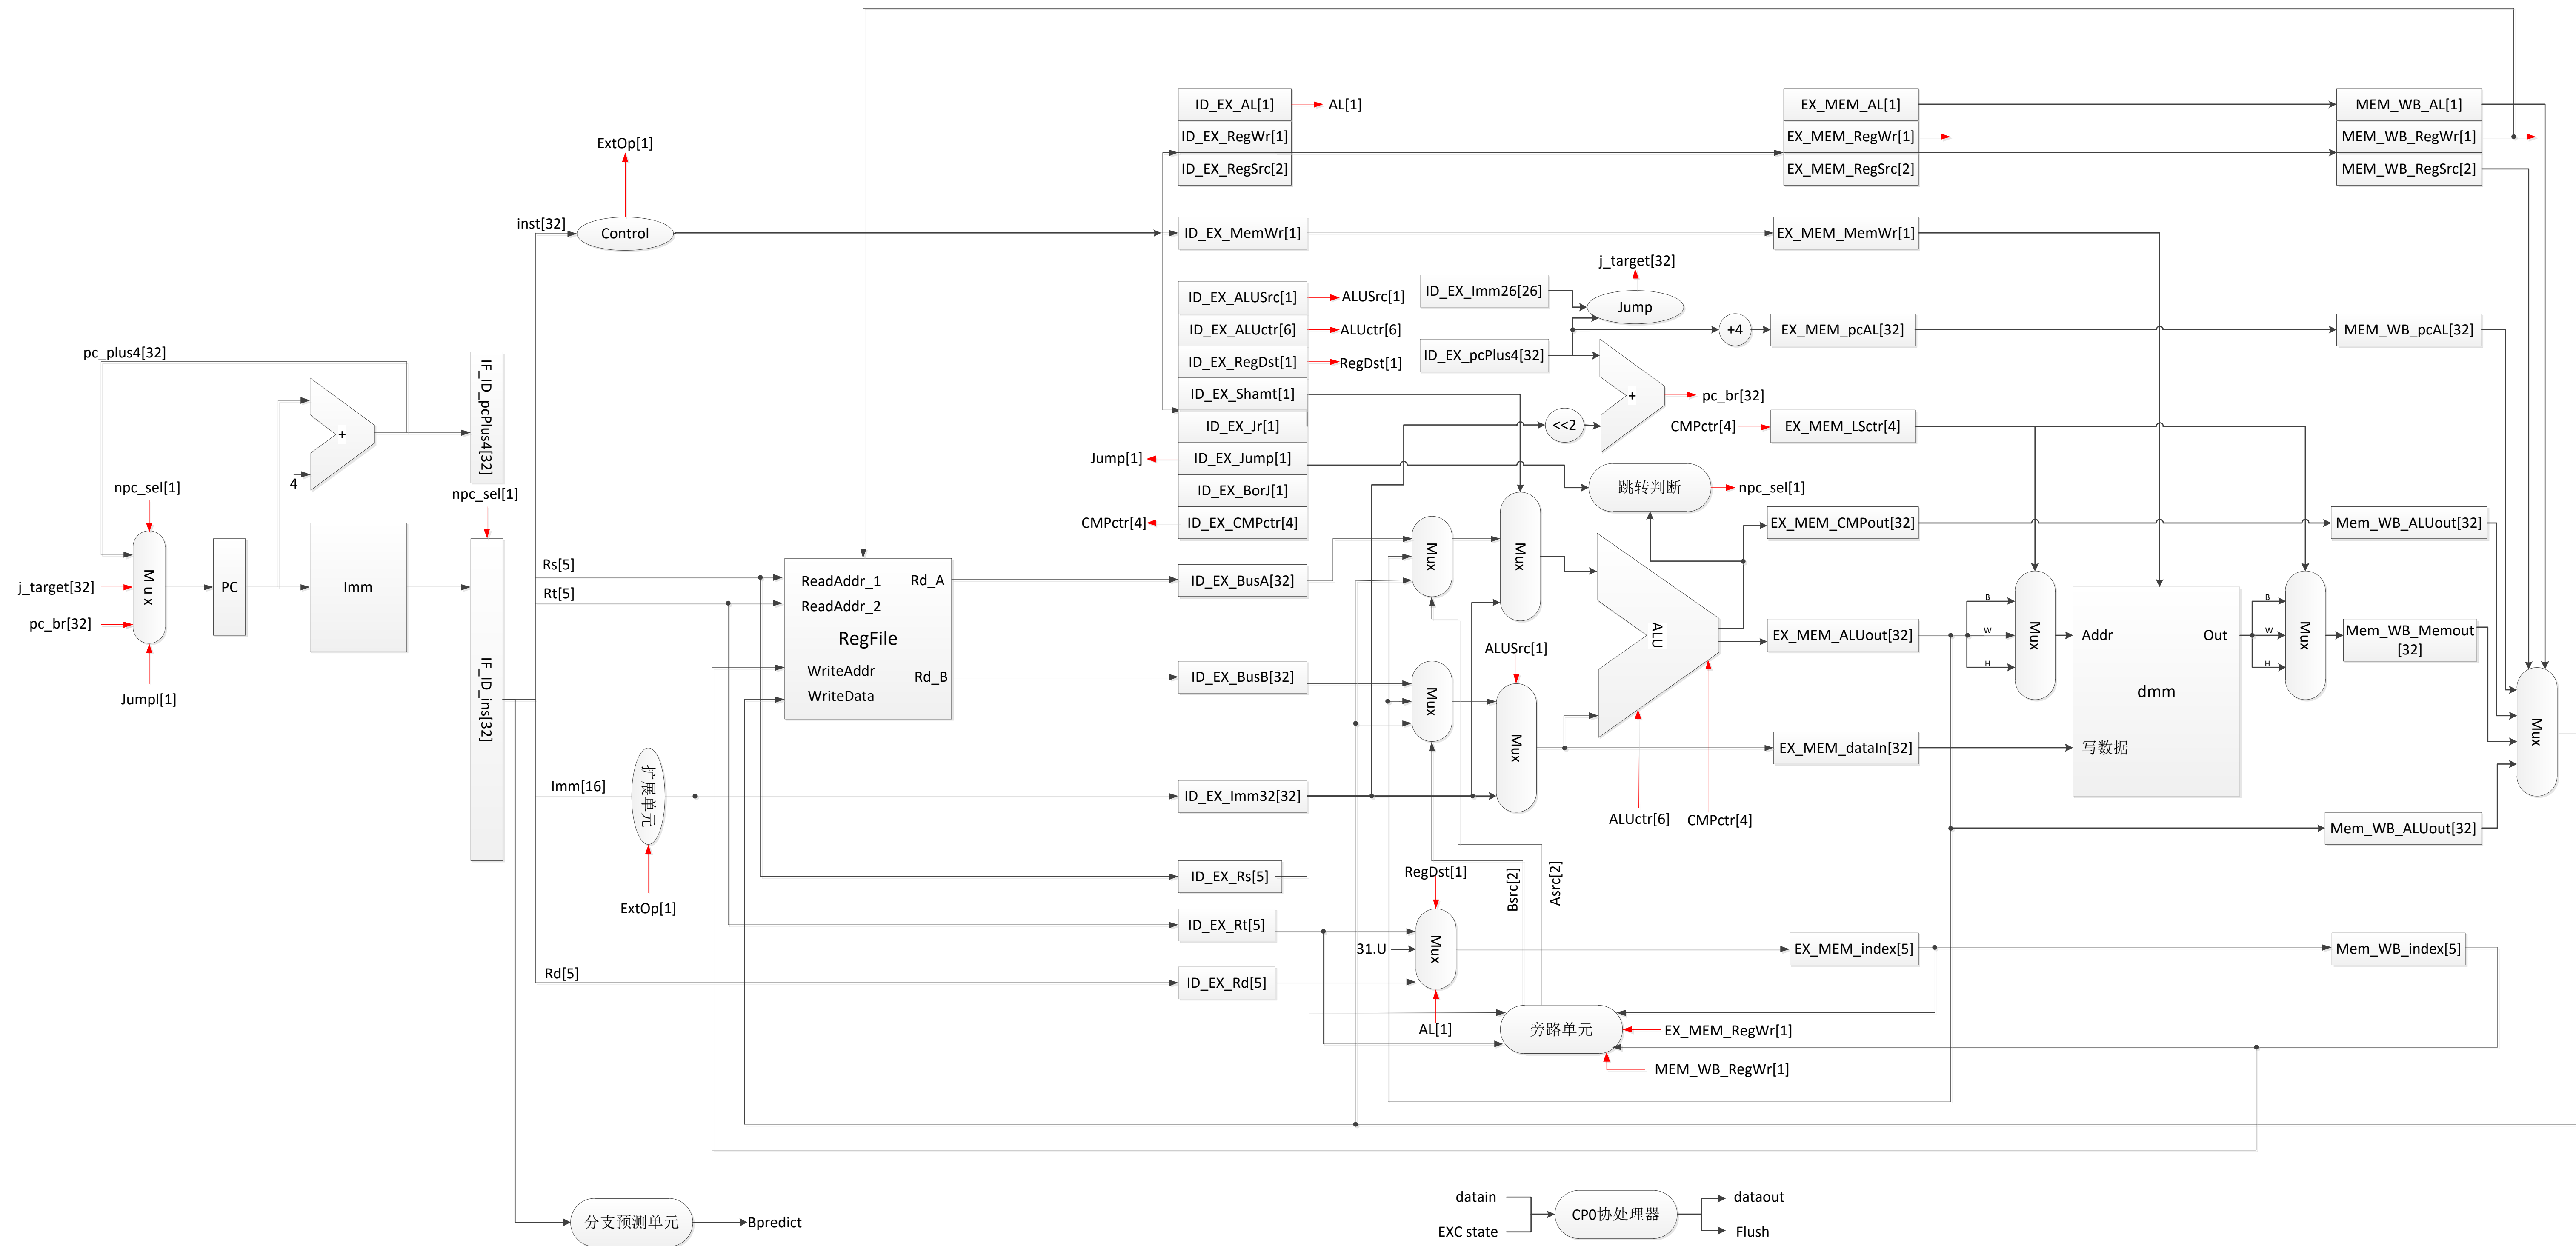 ID_EX_AL[1]
AL[1]
EX_MEM_AL[1]
MEM_WB_AL[1]
ID_EX_RegWr[1]
EX_MEM_RegWr[1]
MEM_WB_RegWr[1]
ID_EX_RegSrc[2]
EX_MEM_RegSrc[2]
MEM_WB_RegSrc[2]
ExtOp[1]
inst[32]
Control
ID_EX_MemWr[1]
EX_MEM_MemWr[1]
j_target[32]
ID_EX_ALUSrc[1]
ALUSrc[1]
ID_EX_Imm26[26]
Jump
ID_EX_ALUctr[6]
ALUctr[6]
+4
EX_MEM_pcAL[32]
MEM_WB_pcAL[32]
ID_EX_RegDst[1]
RegDst[1]
ID_EX_pcPlus4[32]
ID_EX_Shamt[1]
+
pc_br[32]
ID_EX_Jr[1]
<<2
CMPctr[4]
EX_MEM_LSctr[4]
Jump[1]
ID_EX_Jump[1]
ID_EX_BorJ[1]
跳转判断
npc_sel[1]
CMPctr[4]
ID_EX_CMPctr[4]
EX_MEM_CMPout[32]
Mem_WB_ALUout[32]
pc_plus4[32]
IF_ID_pcPlus4[32]
+
4
npc_sel[1]
npc_sel[1]
Mux
j_target[32]
pc_br[32]
Jumpl[1]
PC
Imm
IF_ID_ins[32]
Rs[5]
Rt[5]
ReadAddr_1
Rd_A
ReadAddr_2
RegFile
WriteAddr
Rd_B
WriteData
ID_EX_BusA[32]
ID_EX_BusB[32]
Mux
Mux
Mux
ALUSrc[1]
Mux
ALU
EX_MEM_ALUout[32]
B
W
H
Mux
Addr
Out
dmm
写数据
B
W
H
Mux
Mem_WB_Memout
[32]
Mux
EX_MEM_dataIn[32]
Imm[16]
扩展单元
ExtOp[1]
ID_EX_Imm32[32]
ALUctr[6]
CMPctr[4]
Mem_WB_ALUout[32]
ID_EX_Rs[5]
RegDst[1]
Bsrc[2]
Asrc[2]
ID_EX_Rt[5]
31.U
Mux
EX_MEM_index[5]
Mem_WB_index[5]
Rd[5]
ID_EX_Rd[5]
AL[1]
旁路单元
EX_MEM_RegWr[1]
MEM_WB_RegWr[1]
分支预测单元
Bpredict
datain
EXC state
CP0协处理器
dataout
Flush